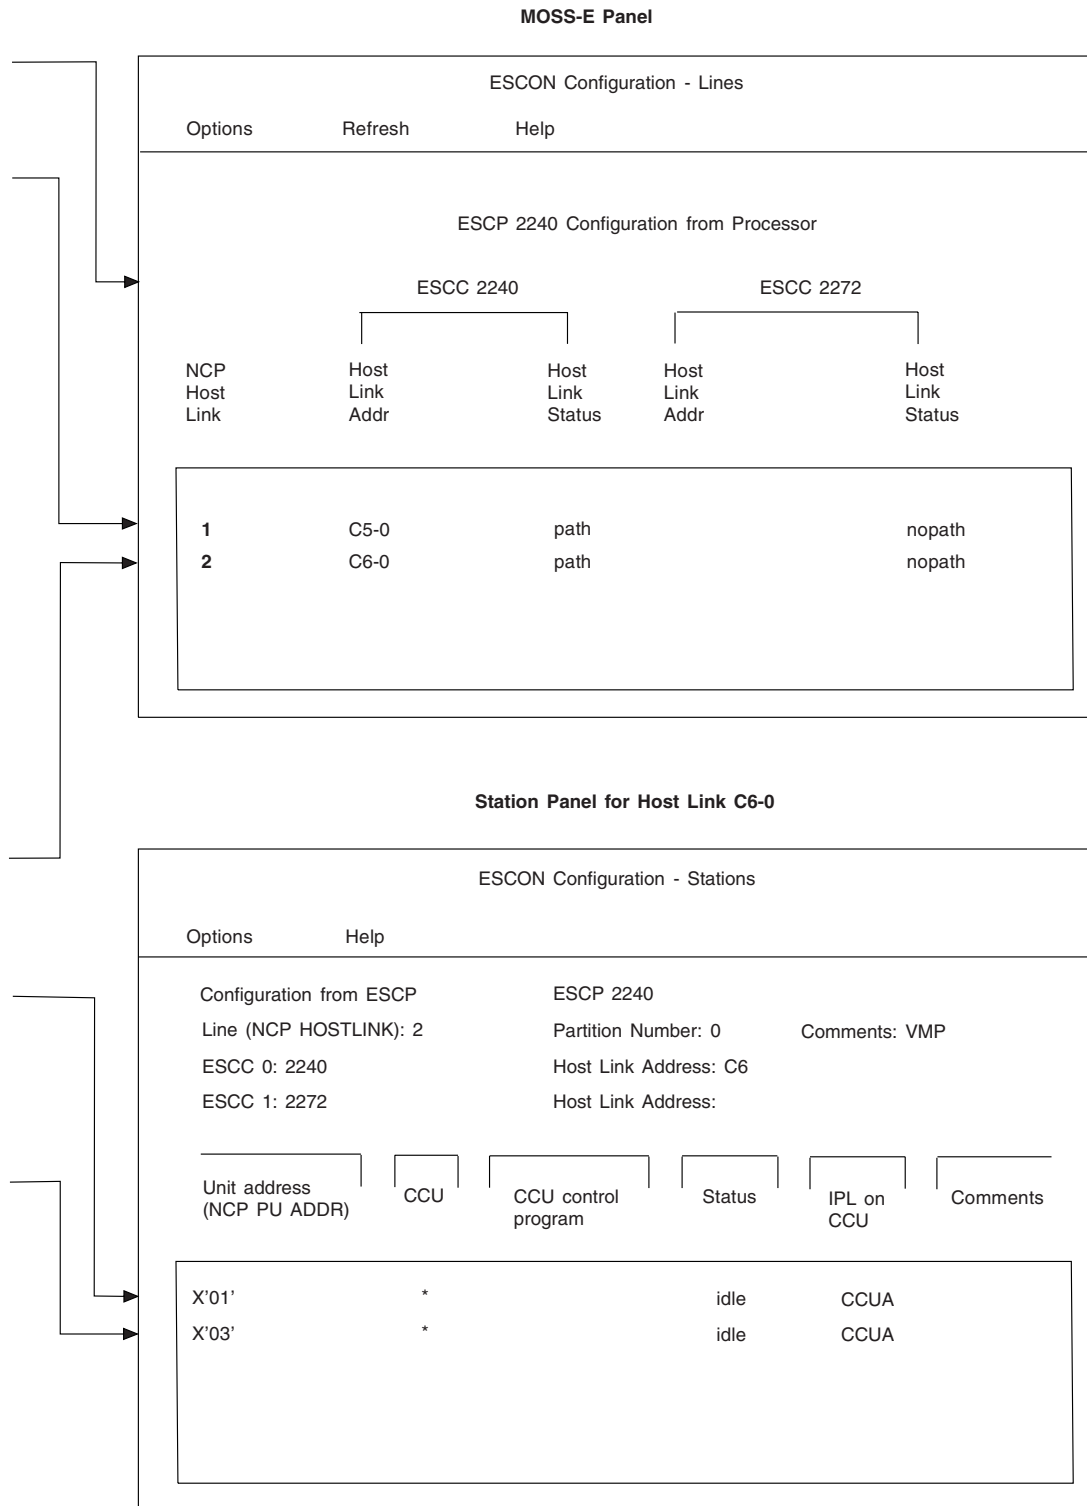 MOSS-E Panel
ESCON Configuration - Lines
Options Refresh Help
ESCP 2240 Configuration from Processor
ESCC 2240 ESCC 2272
NCP Host Host Host Host
Host Link Link Link Link
Link Addr Status Addr Status
1 C5-0 path nopath
2 C6-0 path nopath
Station Panel for Host Link C6-0
ESCON Configuration - Stations
Options Help
Configuration from ESCP ESCP 2240
Line (NCP HOSTLINK): 2 Partition Number: 0 Comments: VMP
ESCC 0: 2240 Host Link Address: C6
ESCC 1: 2272 Host Link Address:
Unit address CCU CCU control Status IPL on Comments
(NCP PU ADDR) program CCU
X'01' * idle CCUA
X'03' * idle CCUA